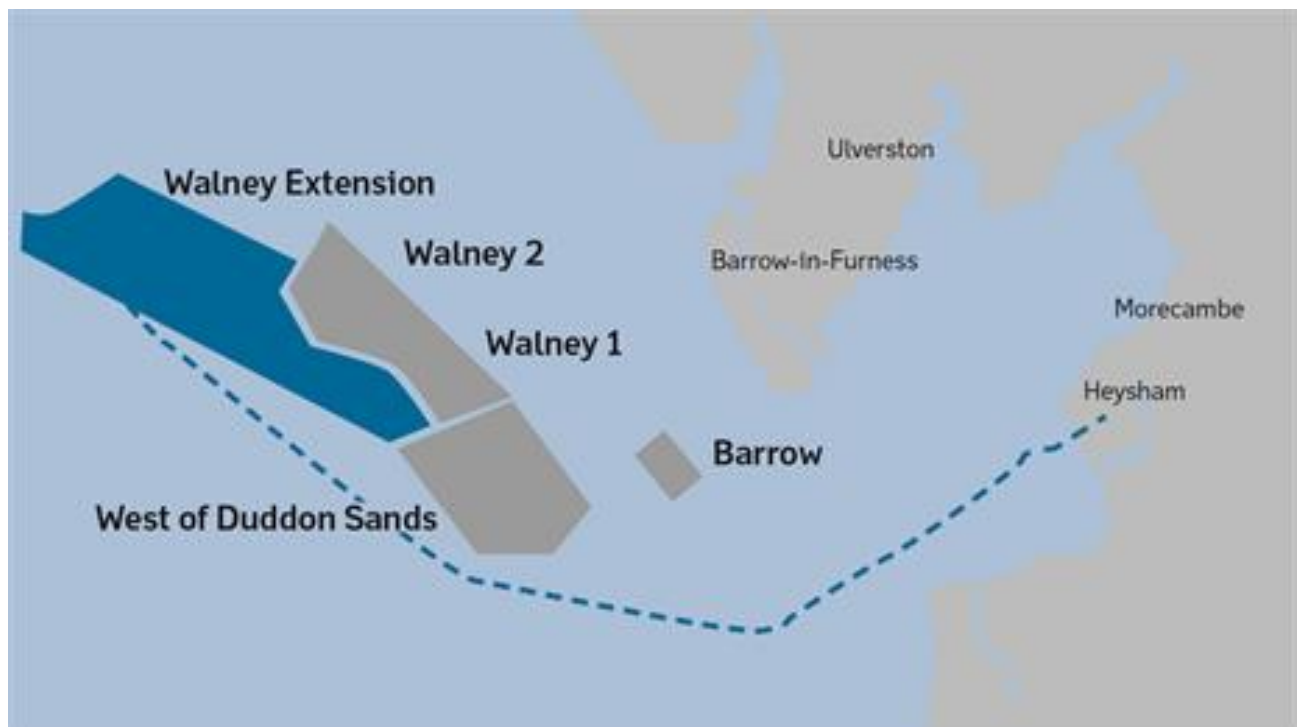 Ulverston
Walney Extension
Walney 2
Barrow-In-Furness
Morecambe
Walney 1
Heysham
Barrow
West of Duddon Sands